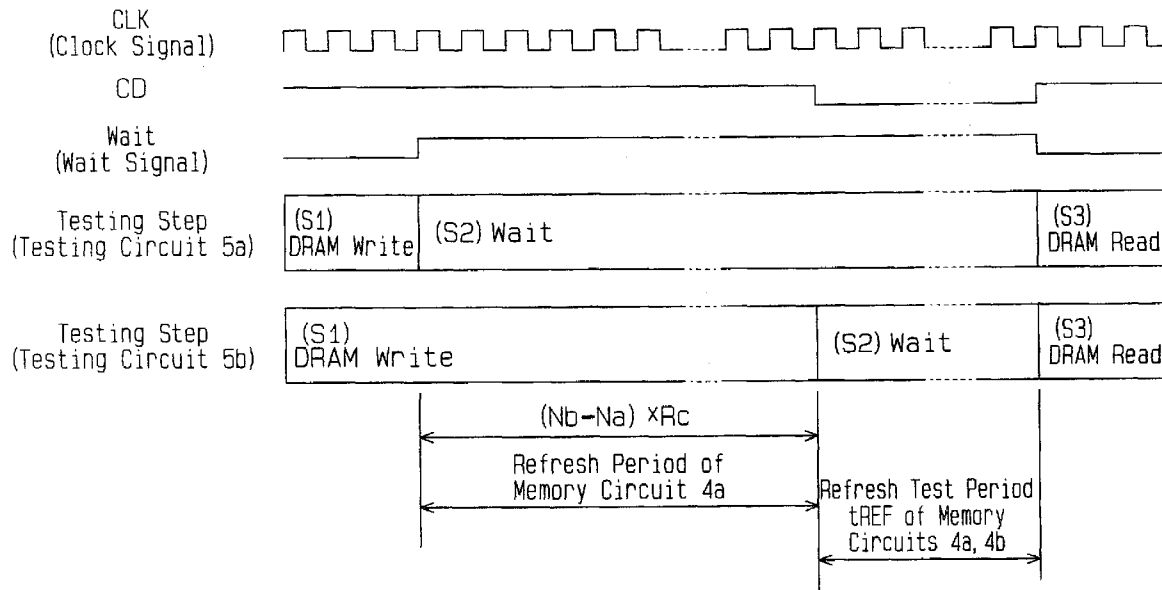 CLK
(Clock Signal)
CD
Wait
(Wait Signal)
Testing Step
(Testing Circuit 5a)
(S1)
DRAM Write
(S2) Wait
(S3)
DRAM Read
Testing Step
(Testing Circuit 5b)
(S1)
DRAM Write
(S2) Wait
(S3)
DRAM Read
(Nb-Na) ×Rc
Refresh Period of
Memory Circuit 4a
Refresh Test Period
tREF of Memory
Circuits 4a, 4b